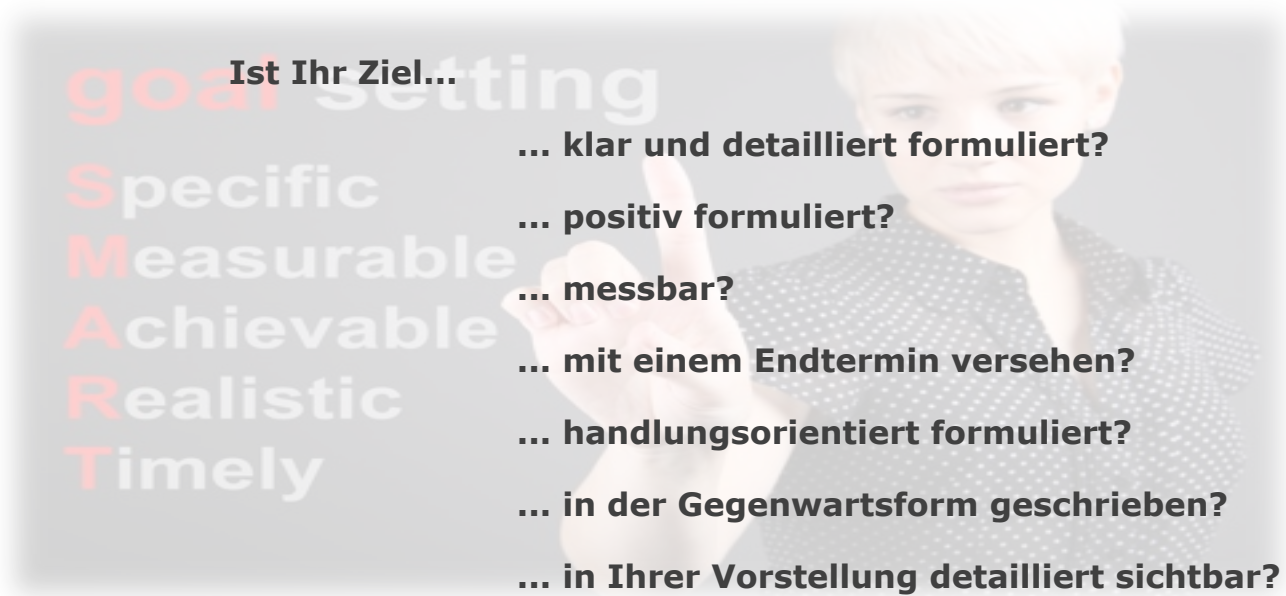 goal setting
Ist Ihr Ziel...
... klar und detailliert formuliert?
Specific
... positiv formuliert?
Measurable
... messbar?
Achievable
... mit einem Endtermin versehen?
Realistic
... handlungsorientiert formuliert?
Timely
... in der Gegenwartsform geschrieben?
... in Ihrer Vorstellung detailliert sichtbar?